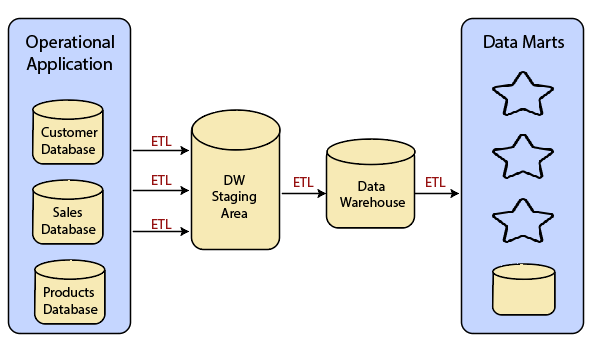 Operational
Application
Customer
Database
Sales
Database
Products
Database
ETL
ETL
ETL
DW
Staging
Area
ETL
Data
Warehouse
ETL
Data Marts